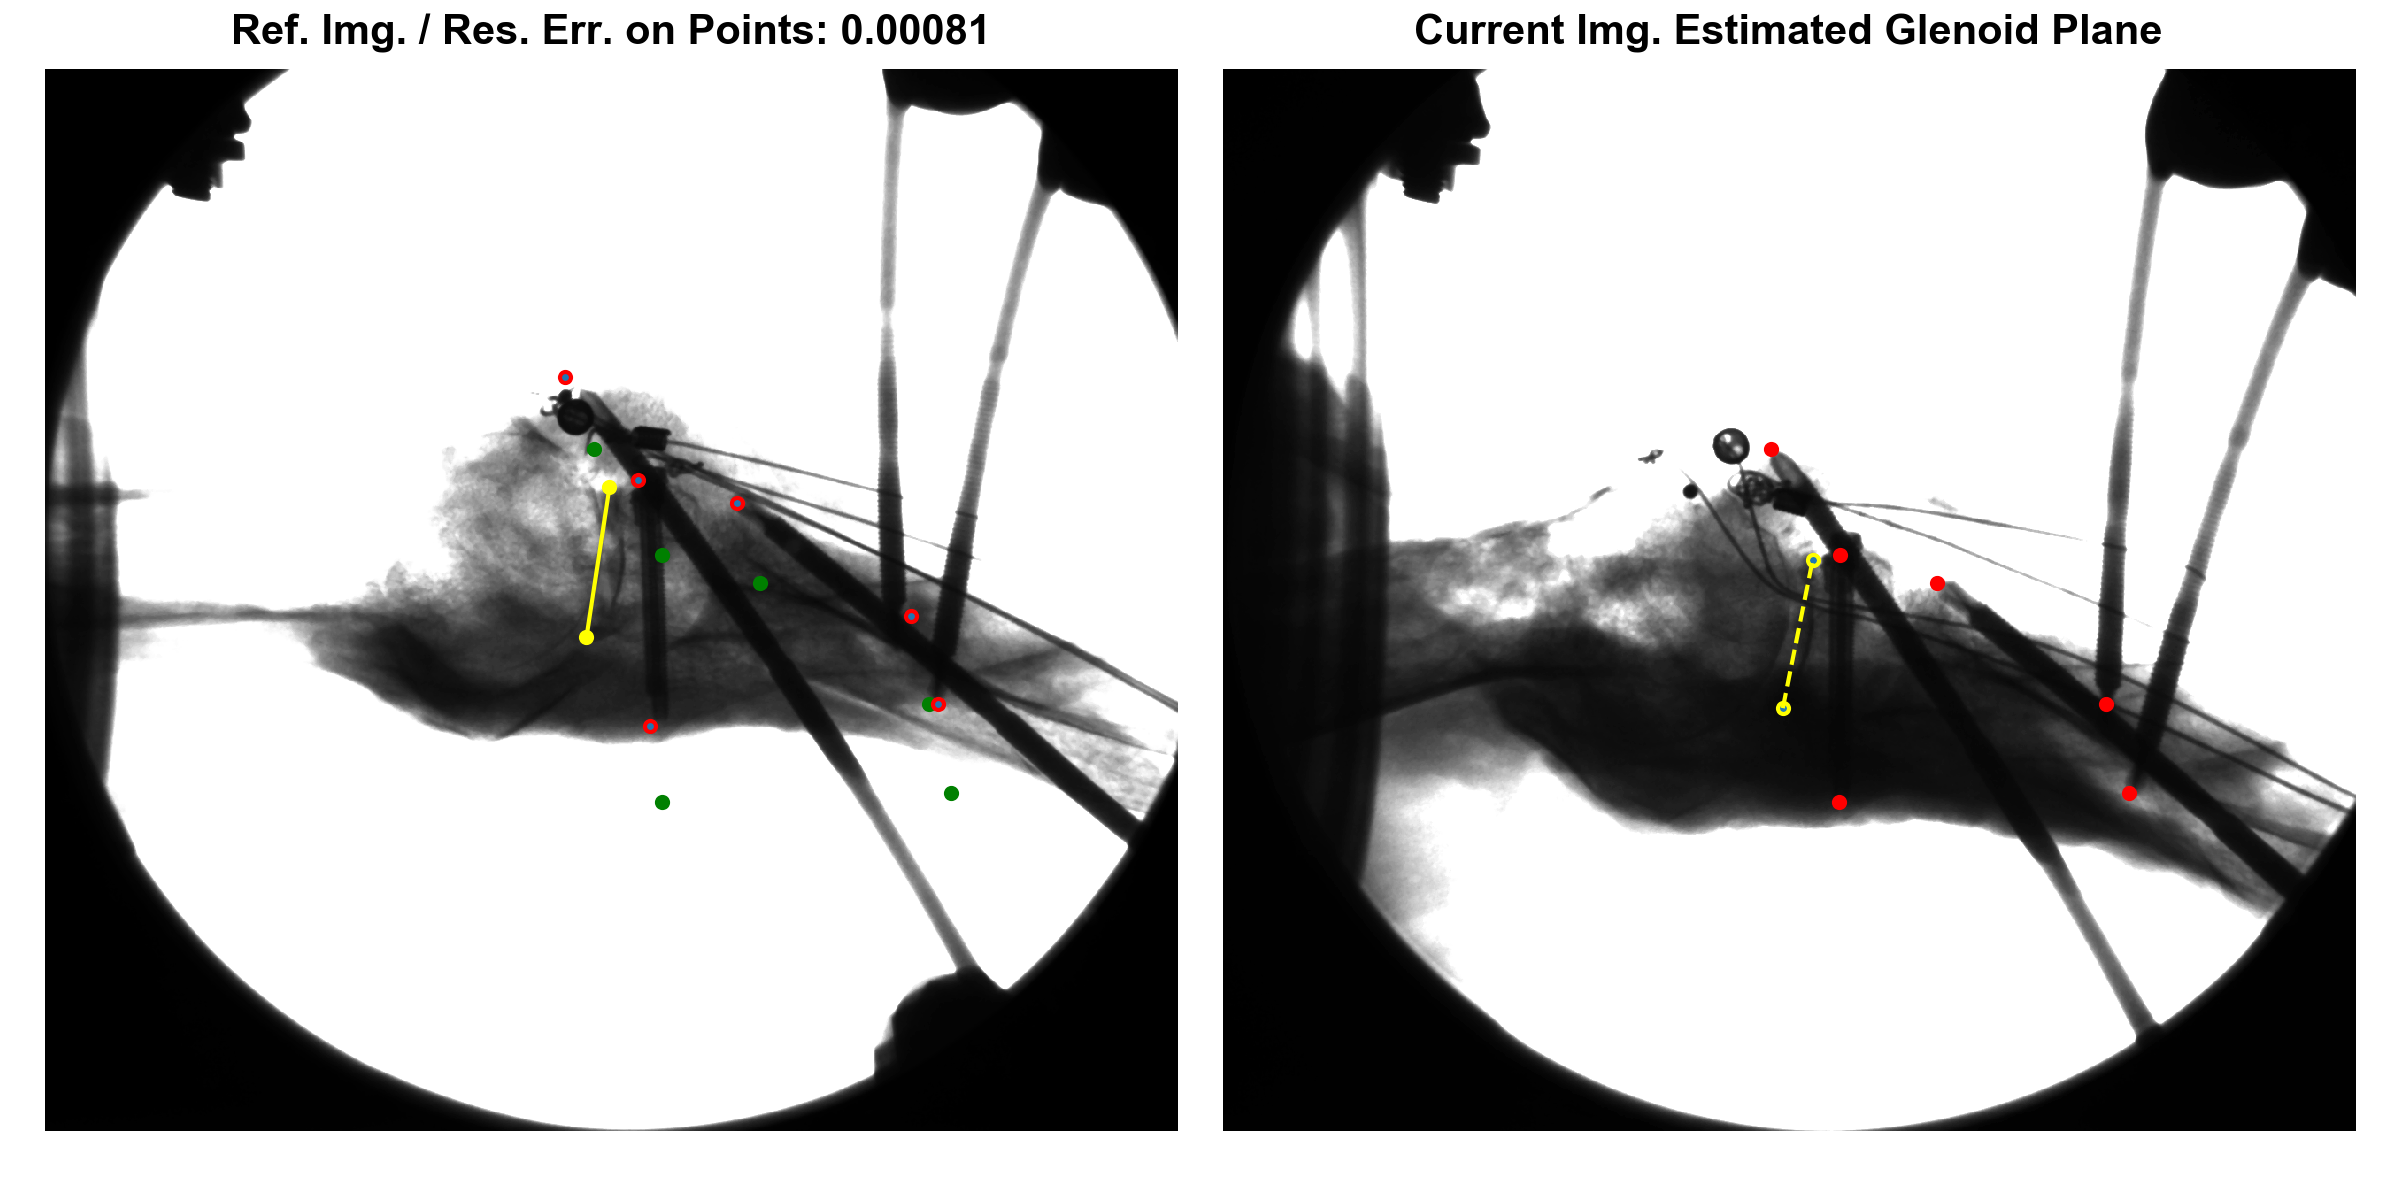 Ref. Img. / Res. Err. on Points: 0.00081
Current Img. Estimated Glenoid Plane